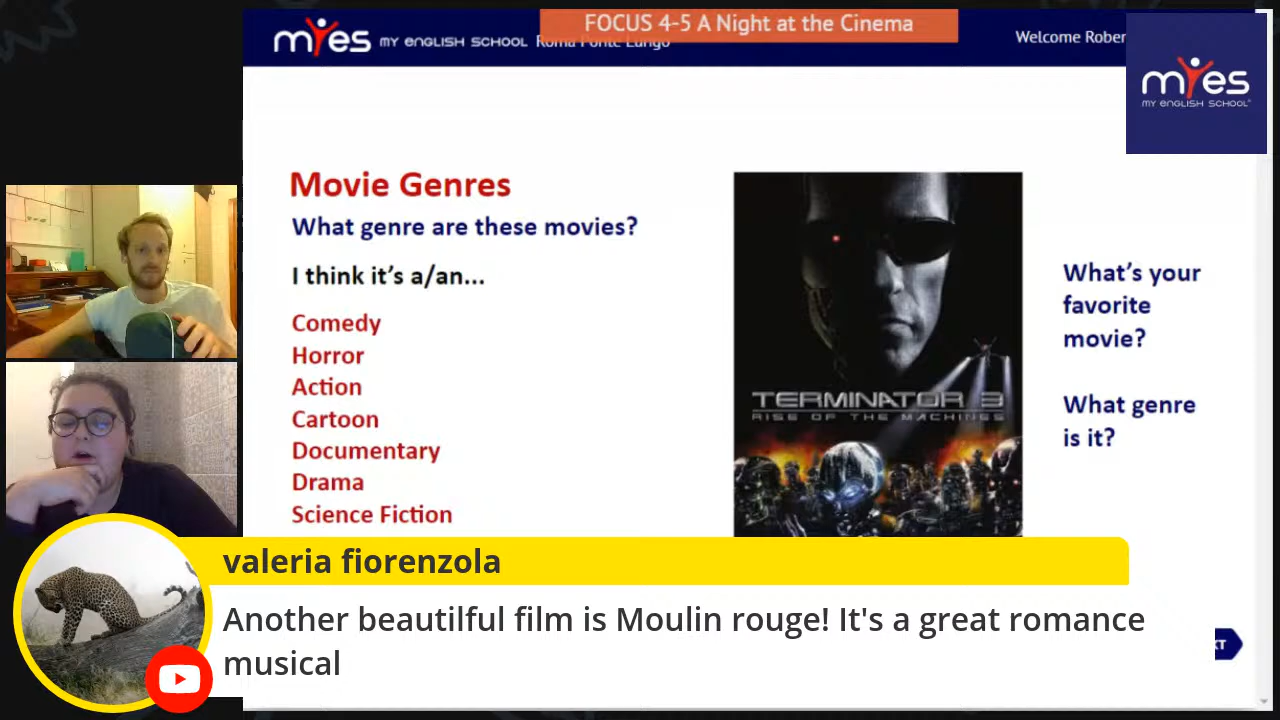 FOCUS 4-5 A Night at the Cinema
myes MY ENGLISH SCHOOL Roma Ponte Lungo
Welcome Rober
myes
MY ENGLISH SCHOOL
Movie Genres
What genre are these movies?
I think it's a/an...
Comedy
Horror
Action
Cartoon
Documentary
Drama
Science Fiction
TERMINATOR 3
RISE OF THE MACHINES
What's your
favorite
movie?
What genre
is it?
valeria fiorenzola
Another beautilful film is Moulin rouge! It's a great romance
musical